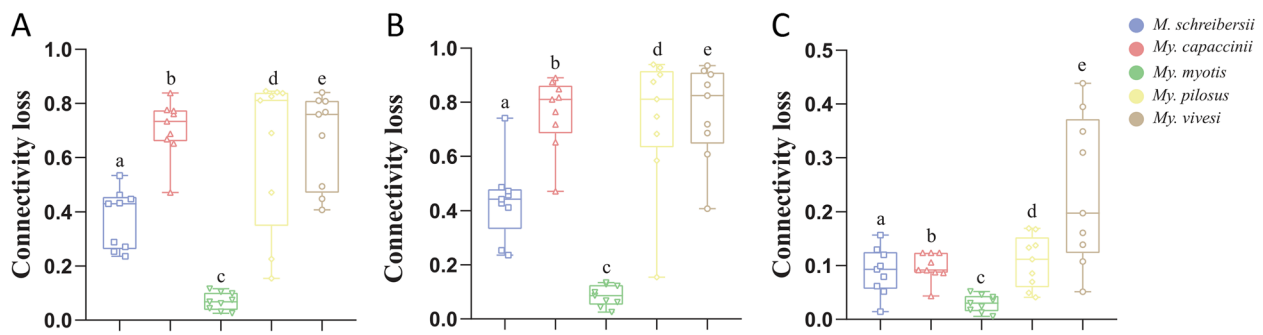 A
Connectivity loss
1.0
0.8
0.6
0.4
0.2
0.0
a
b
c
d
e
B
Connectivity loss
1.0
0.8
0.6
0.4
0.2
0.0
a
b
c
d
e
C
Connectivity loss
0.5
0.4
0.3
0.2
0.1
0.0
a
b
c
d
e
M. schreibersii
My. capaccinii
My. myotis
My. pilosus
My. vivesi